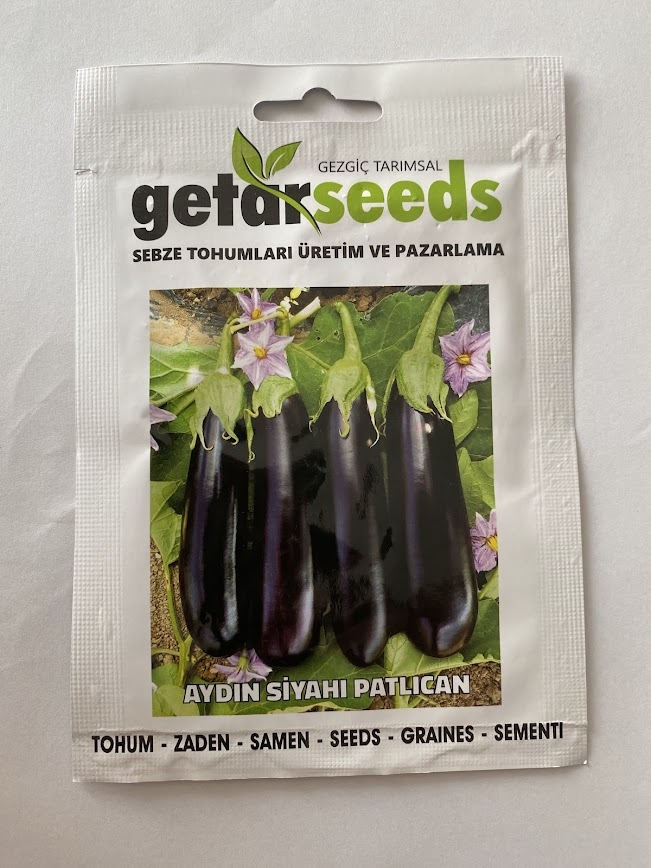 GEZGİÇ TARIMSAL
getarseeds
SEBZE TOHUMLARI ÜRETİM VE PAZARLAMA
AYDIN SİYAHI PATLICAN
TOHUM - ZADEN - SAMEN - SEEDS - GRAINES - SEMENTI